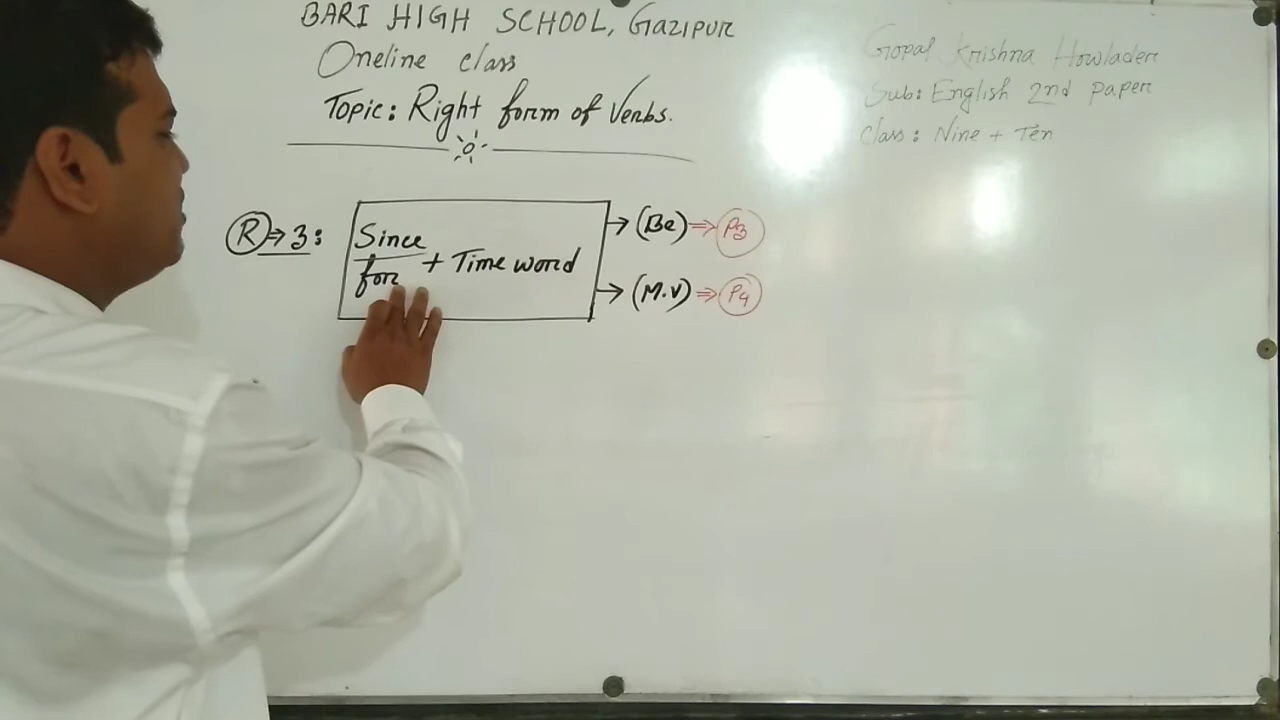 BARI HIGH SCHOOL, Gazipur
Oneline class
Topic: Right form of Verbs.
Gopal Krishna Howlader
Sub: English 2nd Paper
Class: Nine + Ten
R ⇒ 3: Since
for + Time word
→ (Be) ⇒ P3
→ (M.V) ⇒ P4